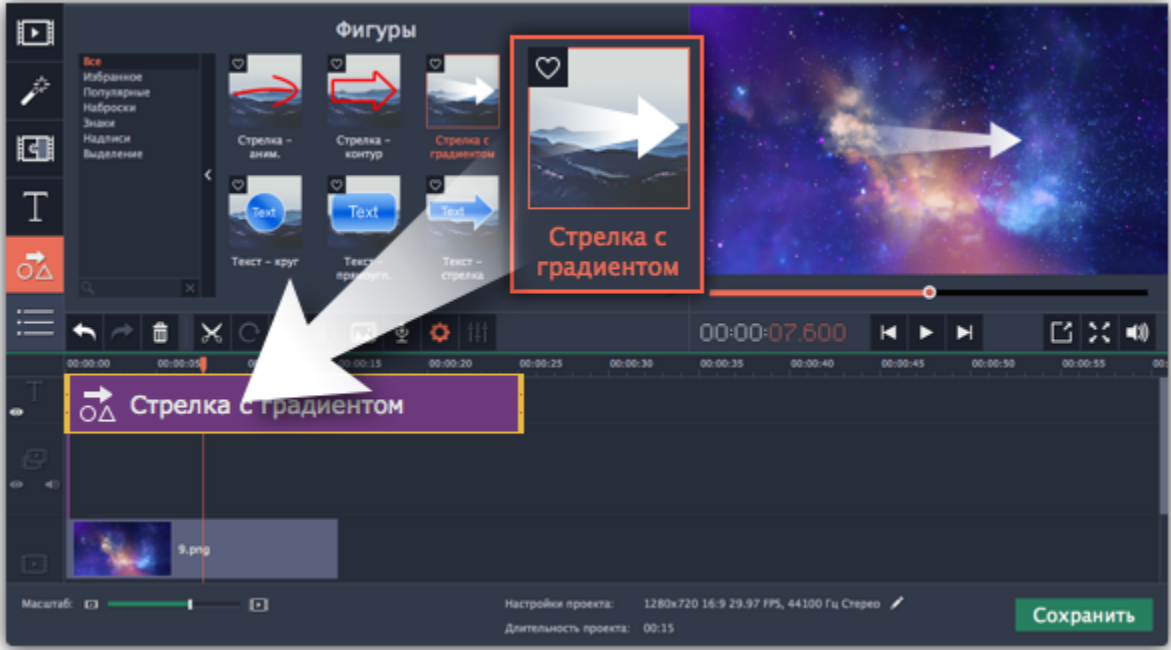 Фигуры
Все
Избранное
Популярные
Наброски
Знаки
Надписи
Выделение
Стрелка –
аним.
Стрелка –
контур
Стрелка с
градиентом
Text
Text
Text
Текст – круг
Текст –
прямоугл.
Текст –
стрелка
Стрелка с
градиентом
00:00:07.600
00:00:00
00:00:05
00:00:15
00:00:20
00:00:25
00:00:30
00:00:35
00:00:40
00:00:45
00:00:50
00:00:55
00:
Стрелка с градиентом
9.png
Масштаб:
Настройки проекта: 1280x720 16:9 29.97 FPS, 44100 Гц Стерео
Длительность проекта: 00:15
Сохранить